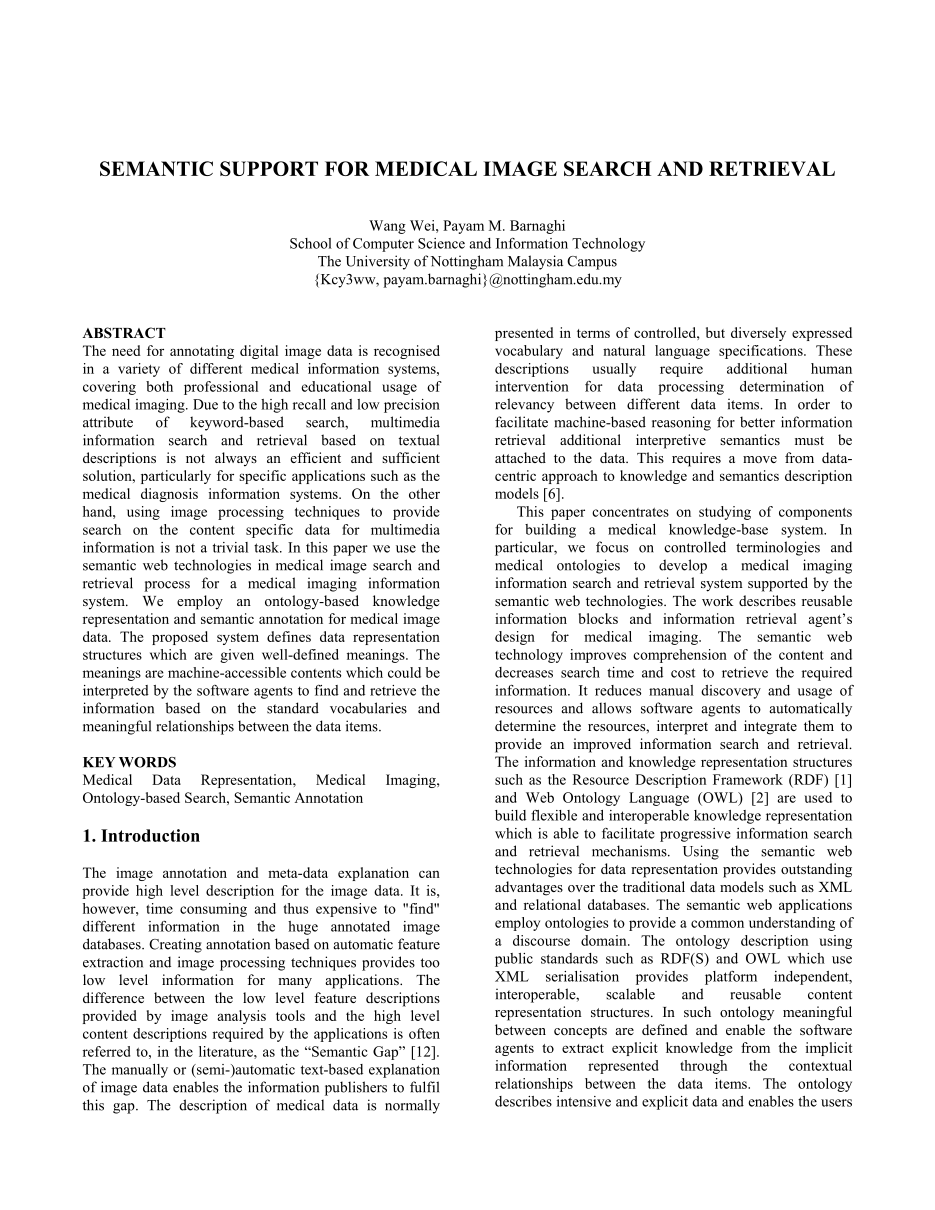 SEMANTIC SUPPORT FOR MEDICAL IMAGE SEARCH AND RETRIEVAL
Wang Wei, Payam M. Barnaghi
School of Computer Science and Information Technology
The University of Nottingham Malaysia Campus
{Kcy3ww, payam.barnaghi}@nottingham.edu.my
ABSTRACT
The need for annotating digital image data is recognised
in a variety of different medical information systems,
covering both professional and educational usage of
medical imaging. Due to the high recall and low precision
attribute of keyword-based search, multimedia
information search and retrieval based on textual
descriptions is not always an efficient and sufficient
solution, particularly for specific applications such as the
medical diagnosis information systems. On the other
hand, using image processing techniques to provide
search on the content specific data for multimedia
information is not a trivial task. In this paper we use the
semantic web technologies in medical image search and
retrieval process for a medical imaging information
system. We employ an ontology-based knowledge
representation and semantic annotation for medical image
data. The proposed system defines data representation
structures which are given well-defined meanings. The
meanings are machine-accessible contents which could be
interpreted by the software agents to find and retrieve the
information based on the standard vocabularies and
meaningful relationships between the data items.
KEY WORDS
Medical Data Representation, Medical Imaging,
Ontology-based Search, Semantic Annotation
1. Introduction
The image annotation and meta-data explanation can
provide high level description for the image data. It is,
however, time consuming and thus expensive to "find"
different information in the huge annotated image
databases. Creating annotation based on automatic feature
extraction and image processing techniques provides too
low level information for many applications. The
difference between the low level feature descriptions
provided by image analysis tools and the high level
content descriptions required by the applications is often
referred to, in the literature, as the “Semantic Gap” [12].
The manually or (semi-)automatic text-based explanation
of image data enables the information publishers to fulfil
this gap. The description of medical data is normally
presented in terms of controlled, but diversely expressed
vocabulary and natural language specifications. These
descriptions usually require additional human
intervention for data processing determination of
relevancy between different data items. In order to
facilitate machine-based reasoning for better information
retrieval additional interpretive semantics must be
attached to the data. This requires a move from data-
centric approach to knowledge and semantics description
models [6].
This paper concentrates on studying of components
for building a medical knowledge-base system. In
particular, we focus on controlled terminologies and
medical ontologies to develop a medical imaging
information search and retrieval system supported by the
semantic web technologies. The work describes reusable
information blocks and information retrieval agent’s
design for medical imaging. The semantic web
technology improves comprehension of the content and
decreases search time and cost to retrieve the required
information. It reduces manual discovery and usage of
resources and allows software agents to automatically
determine the resources, interpret and integrate them to
provide an improved information search and retrieval.
The information and knowledge representation structures
such as the Resource Description Framework (RDF) [1]
and Web Ontology Language (OWL) [2] are used to
build flexible and interoperable knowledge representation
which is able to facilitate progressive information search
and retrieval mechanisms. Using the semantic web
technologies for data representation provides outstanding
advantages over the traditional data models such as XML
and relational databases. The semantic web applications
employ ontologies to provide a common understanding of
a discourse domain. The ontology description using
public standards such as RDF(S) and OWL which use
XML serialisation provides platform independent,
interoperable, scalable and reusable content
representation structures. In such ontology meaningful
between concepts are defined and enable the software
agents to extract explicit knowledge from the implicit
information represented through the contextual
relationships between the data items. The ontology
describes intensive and explicit data and enables the users